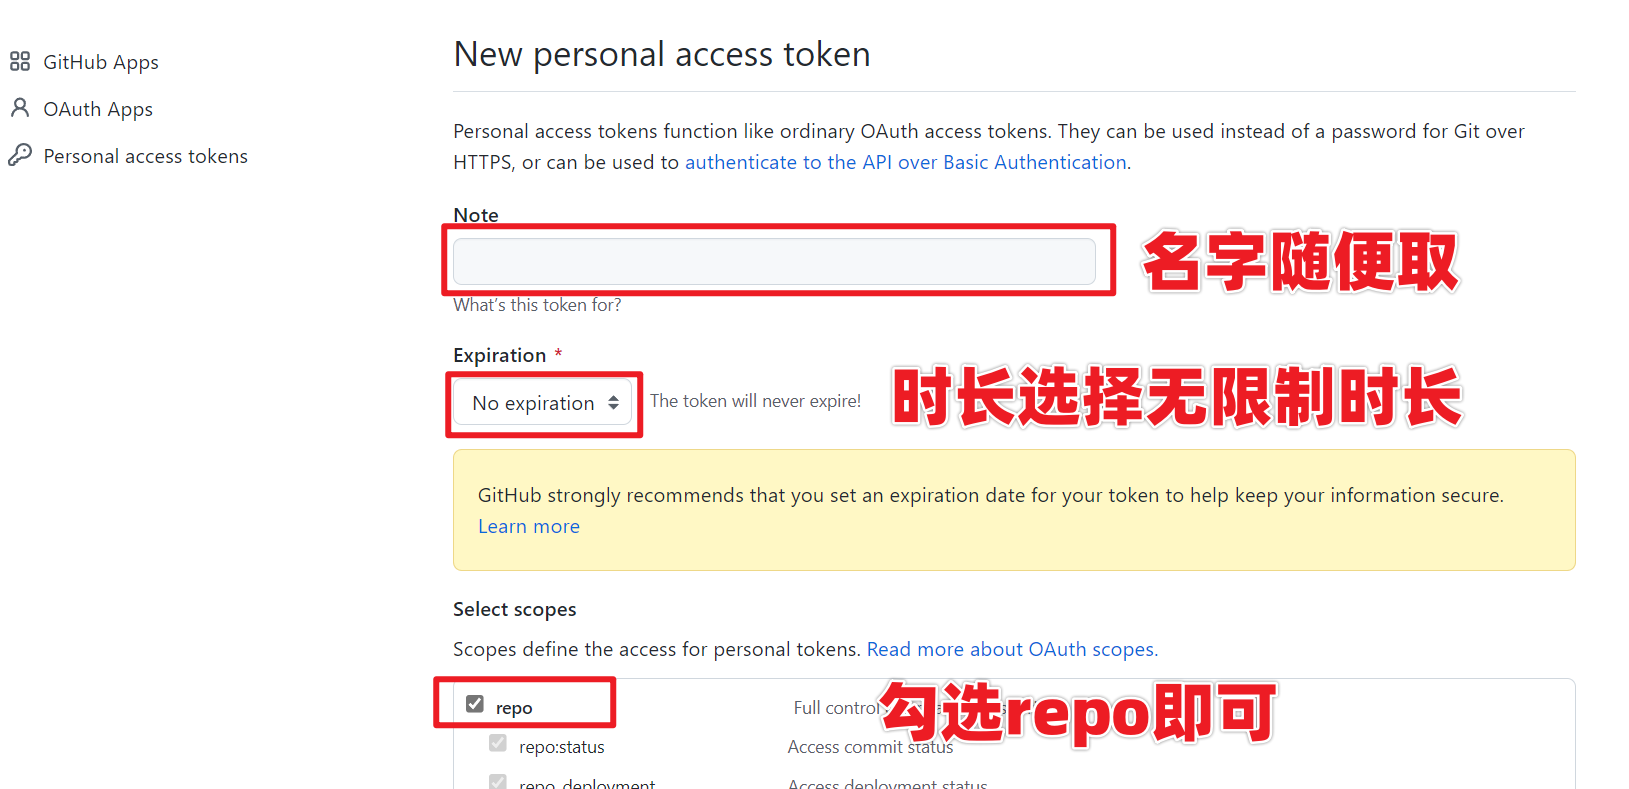 GitHub Apps
OAuth Apps
Personal access tokens
New personal access token
Personal access tokens function like ordinary OAuth access tokens. They can be used instead of a password for Git over
HTTPS, or can be used to authenticate to the API over Basic Authentication.
Note
名字随便取
What's this token for?
Expiration *
No expiration
The token will never expire!
时长选择无限制时长
GitHub strongly recommends that you set an expiration date for your token to help keep your information secure.
Learn more
Select scopes
Scopes define the access for personal tokens. Read more about OAuth scopes.
repo
Full control
勾选repo即可
repo:status
Access commit status
repo_deployment
Access deployment status